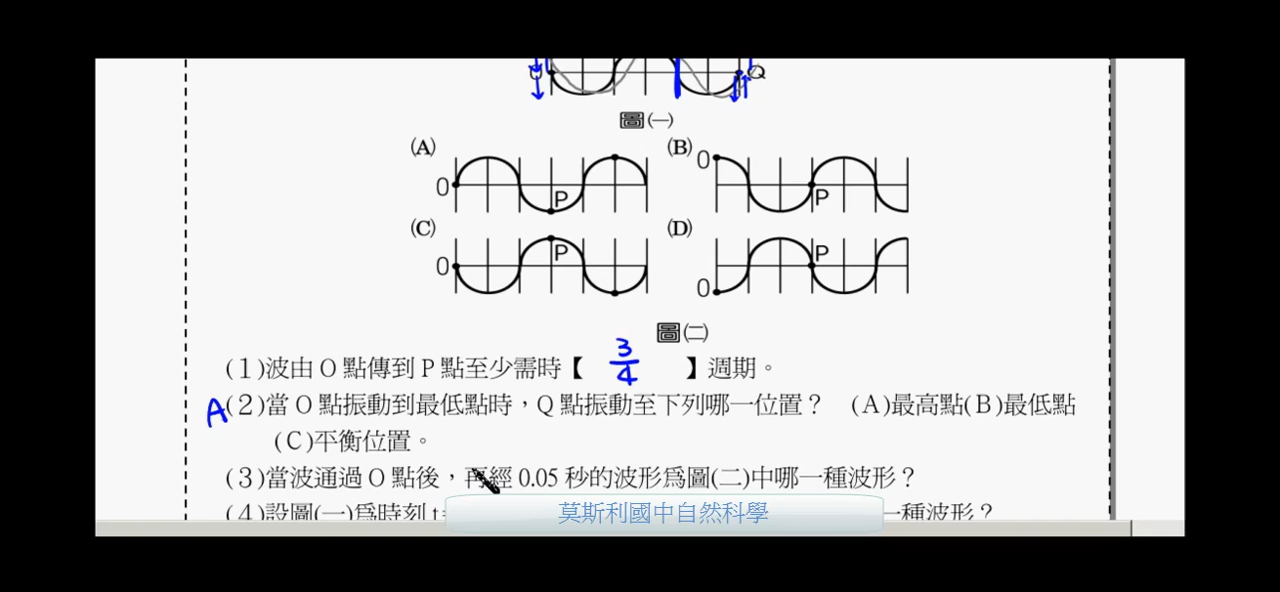 Q
圖(一)
(A) (B)
0 P 0 P
(C) (D)
0 P 0 P
圖(二)
(1)波由O點傳到P點至少需時【 3/4 】週期。
A(2)當O點振動到最低點時，Q點振動至下列哪一位置？ (A)最高點(B)最低點
(C)平衡位置。
(3)當波通過O點後，再經 0.05 秒的波形為圖(二)中哪一種波形？
(4)設圖(一)為時刻 t 一種波形？
莫斯利國中自然科學